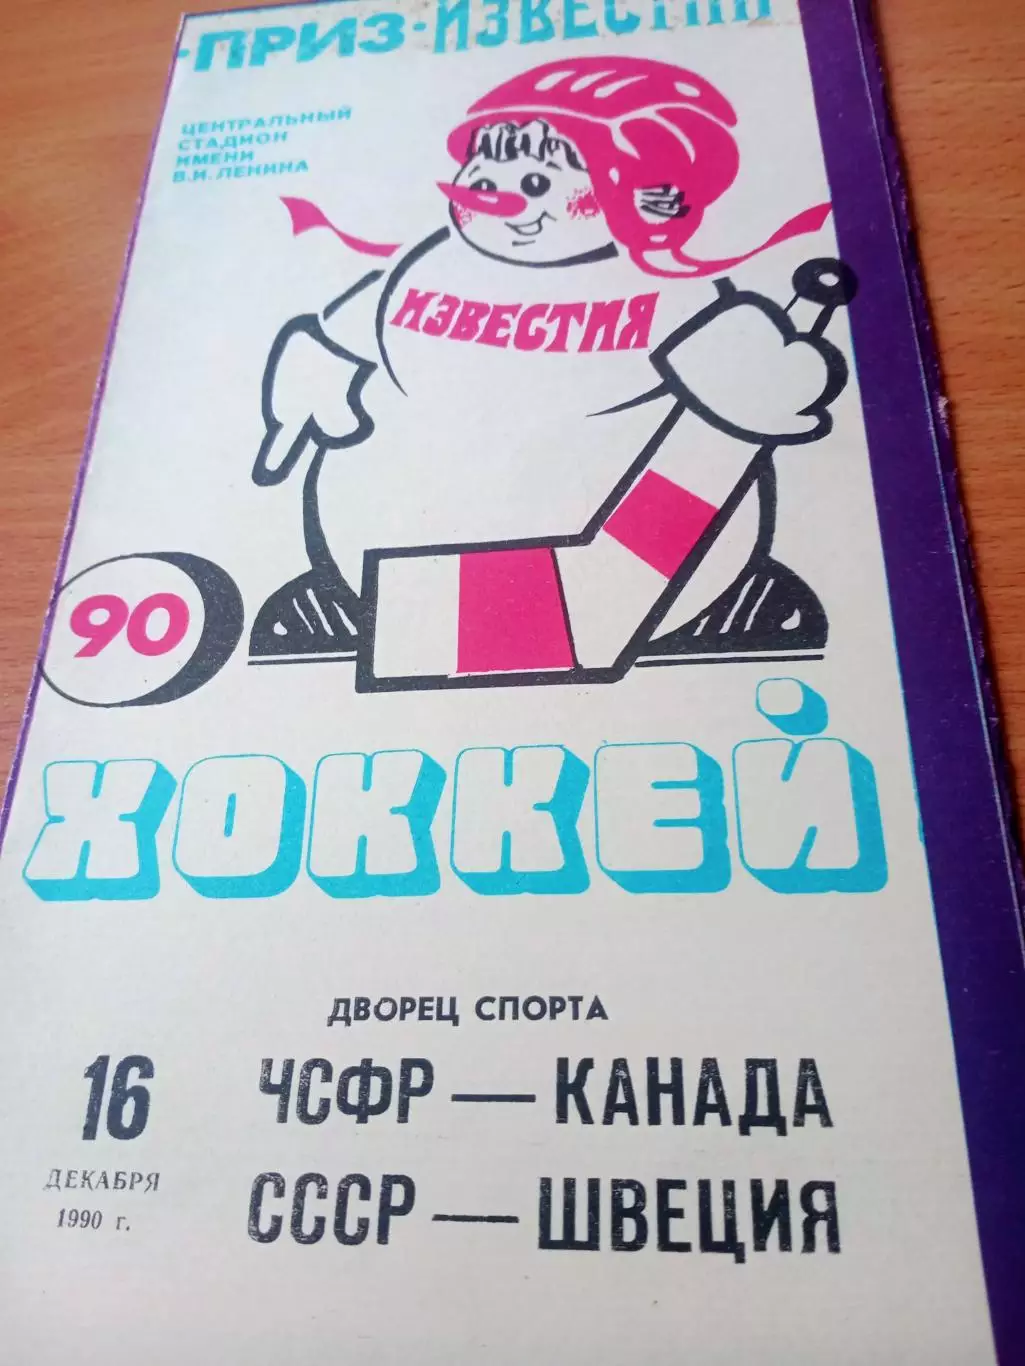 ·ПРИЗ·ИЗВЕСТИЙ
ЦЕНТРАЛЬНЫЙ
СТАДИОН
ИМЕНИ
В.И. ЛЕНИНА
ИЗВЕСТИЯ
90
ХОККЕЙ
ДВОРЕЦ СПОРТА
16
ДЕКАБРЯ
1990 г.
ЧСФР — КАНАДА
СССР — ШВЕЦИЯ